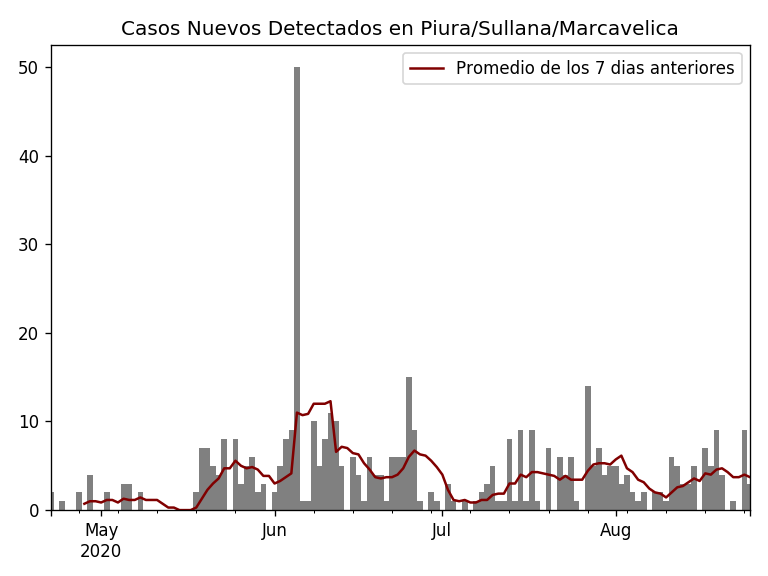 Casos Nuevos Detectados en Piura/Sullana/Marcavelica
Promedio de los 7 dias anteriores
50
40
30
20
10
0
May
2020
Jun
Jul
Aug